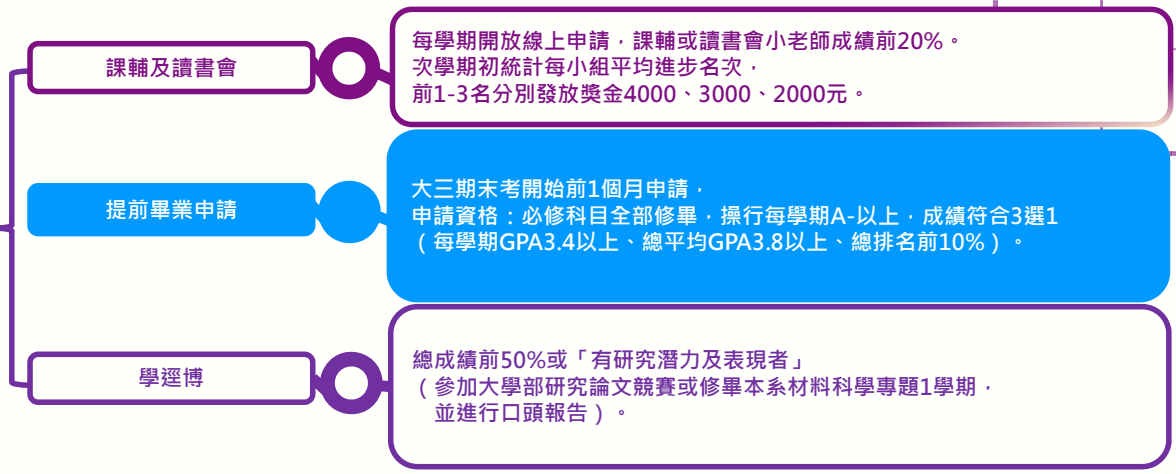 課輔及讀書會
每學期開放線上申請，課輔或讀書會小老師成績前20%。
次學期初統計每小組平均進步名次，
前1-3名分別發放獎金4000、3000、2000元。
提前畢業申請
大三期末考開始前1個月申請，
申請資格：必修科目全部修畢，操行每學期A-以上，成績符合3選1
（每學期GPA3.4以上、總平均GPA3.8以上、總排名前10%）。
學逕博
總成績前50%或「有研究潛力及表現者」
（參加大學部研究論文競賽或修畢本系材料科學專題1學期，
並進行口頭報告）。